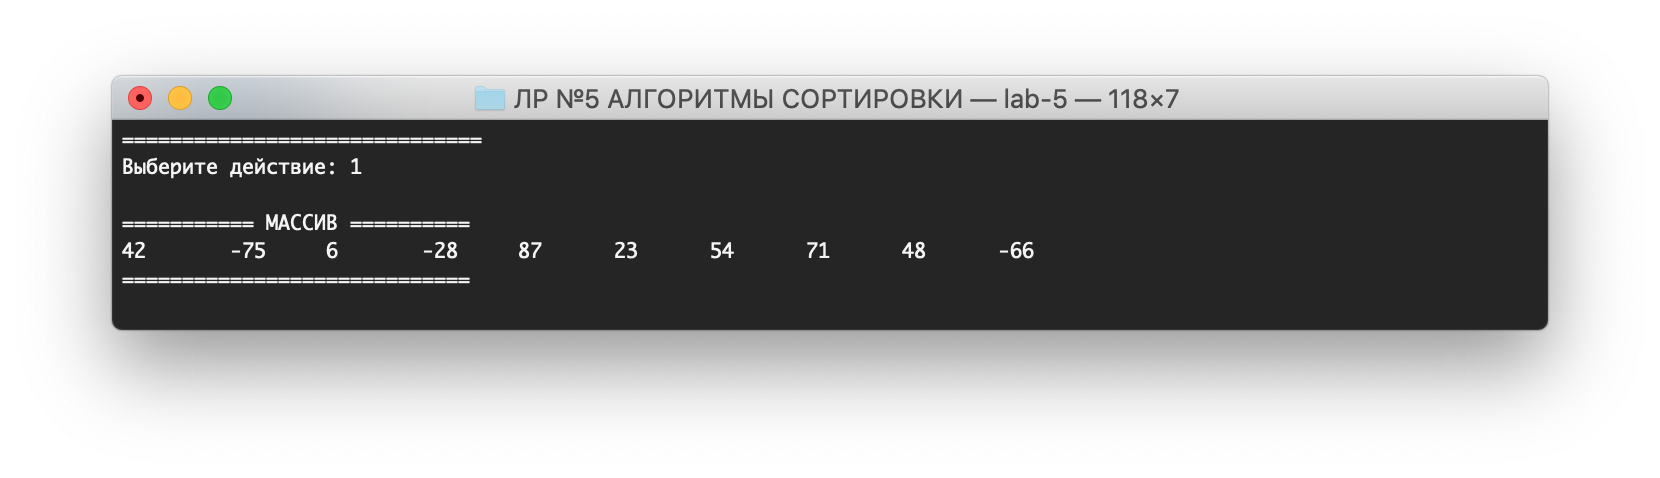 ЛР №5 АЛГОРИТМЫ СОРТИРОВКИ — lab-5 — 118×7
==============================
Выберите действие: 1
=========== МАССИВ ==========
42 -75 6 -28 87 23 54 71 48 -66
=============================